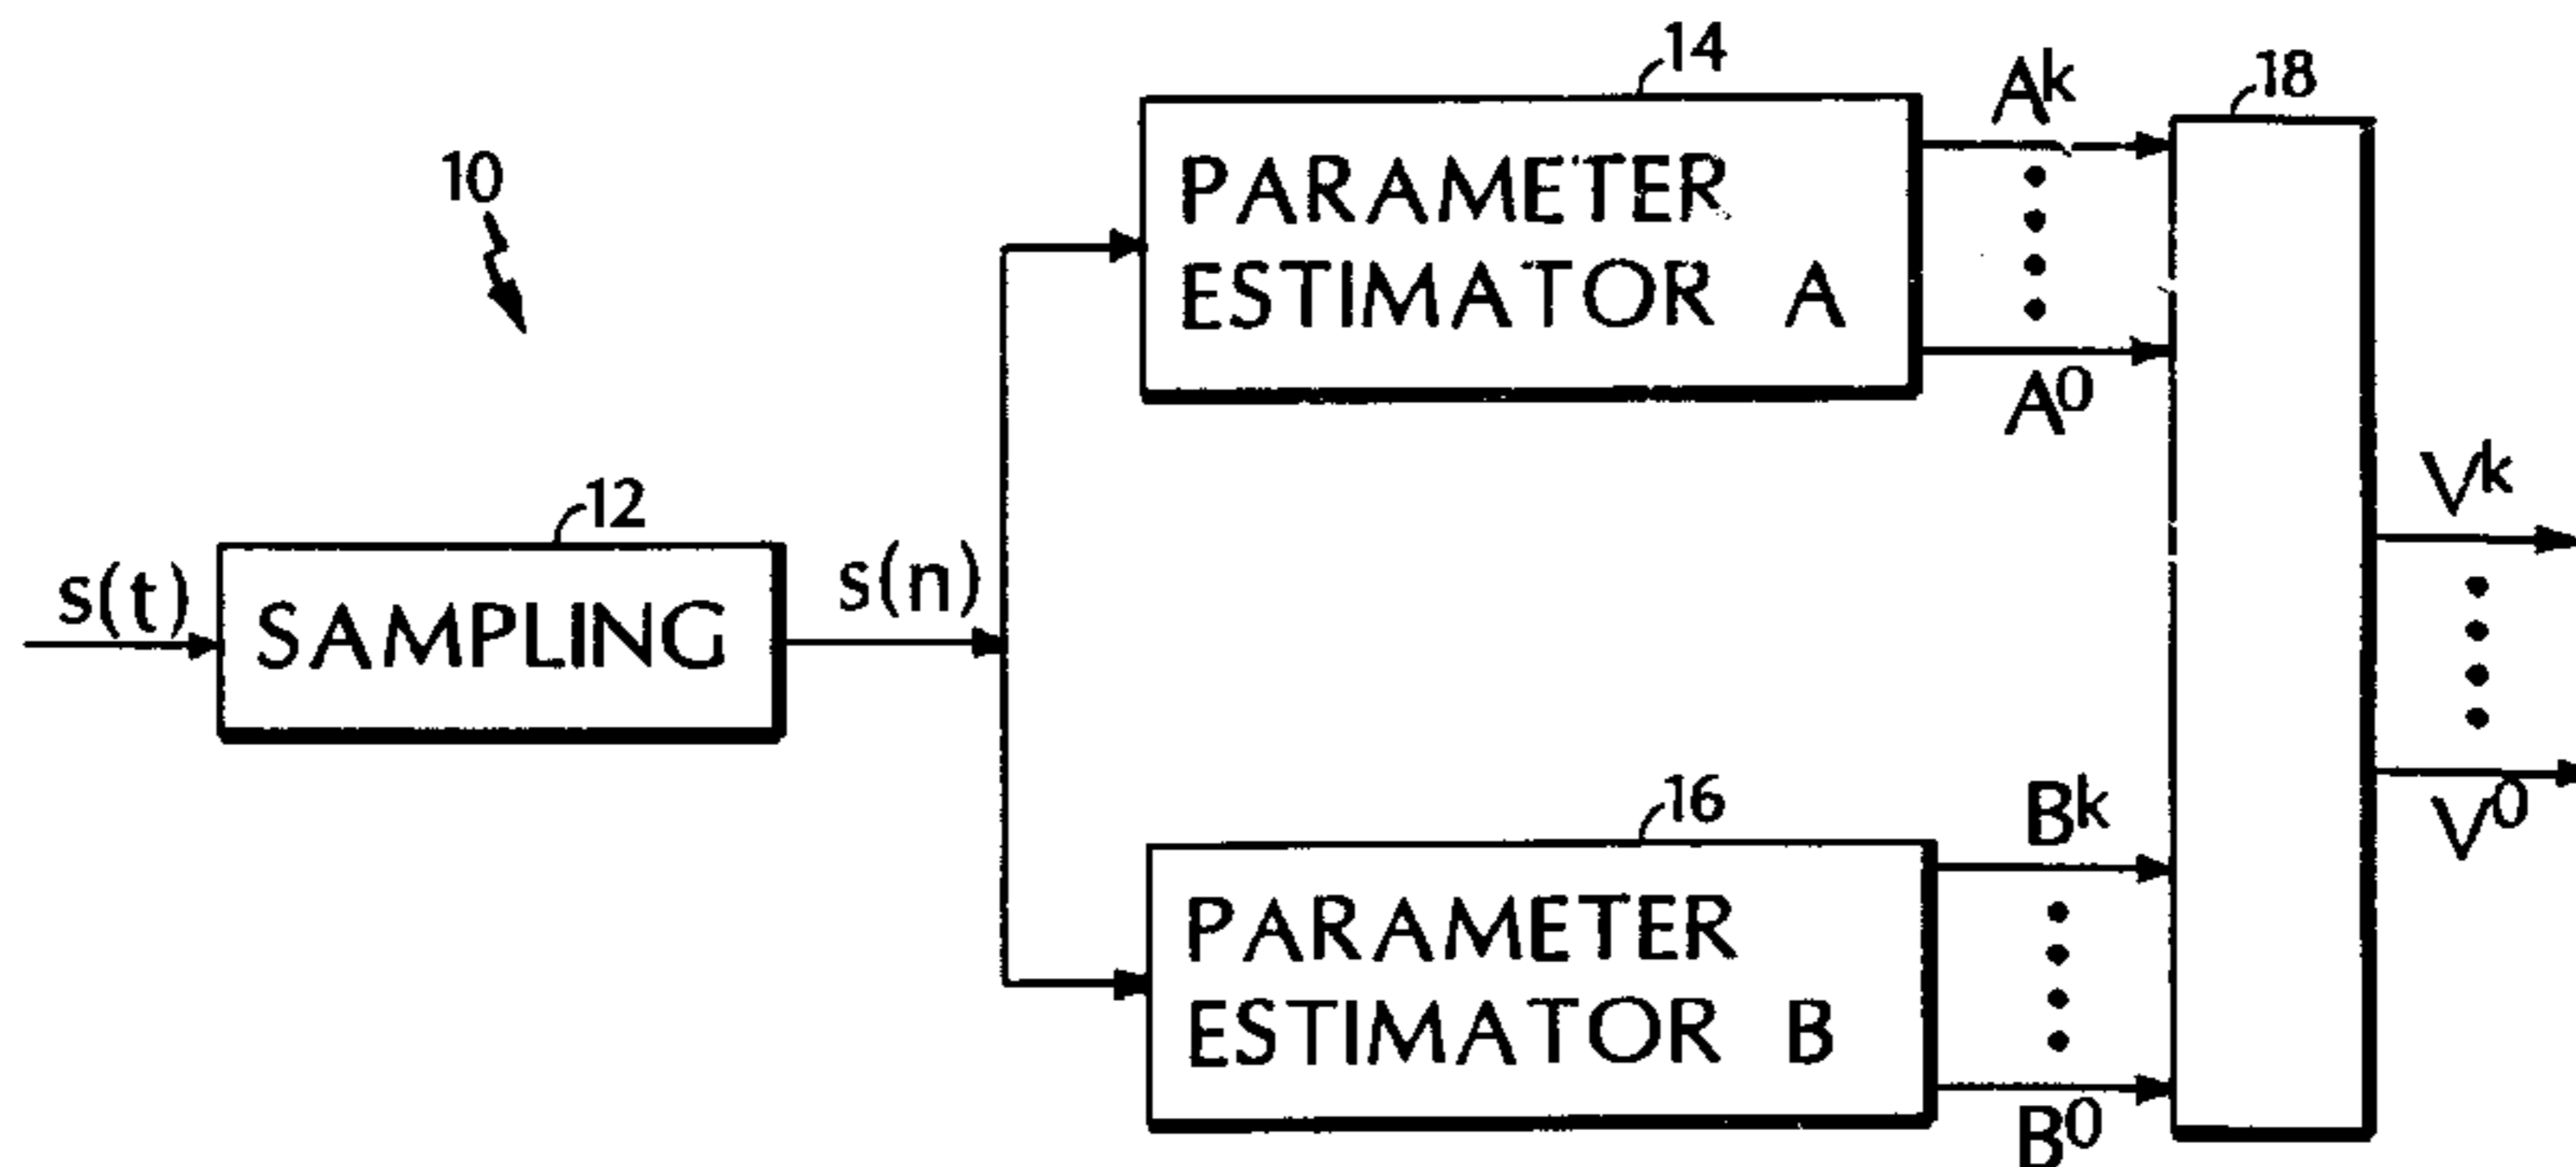 10
s(t)
12
SAMPLING
s(n)
14
PARAMETER
ESTIMATOR A
A^k
A^0
16
PARAMETER
ESTIMATOR B
B^k
B^0
18
V^k
V^0